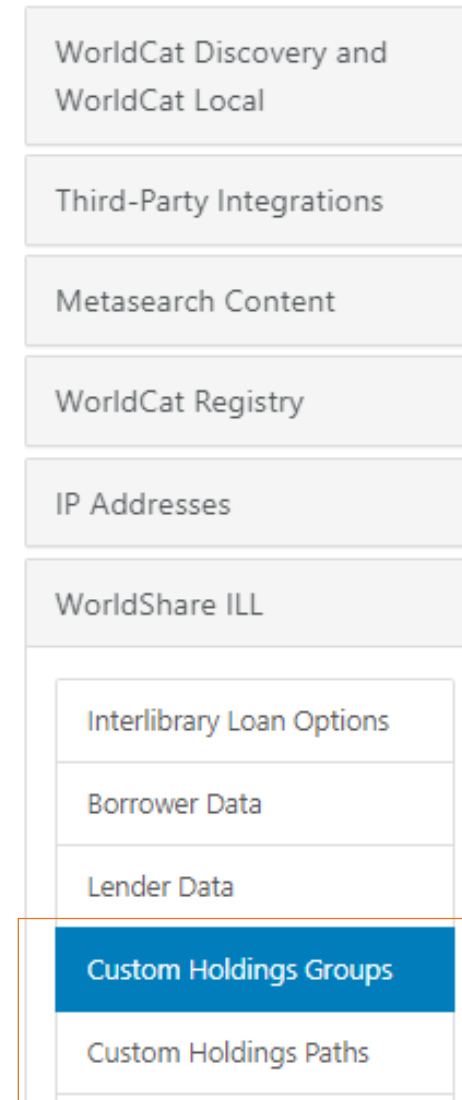 WorldCat Discovery and
WorldCat Local
Third-Party Integrations
Metasearch Content
WorldCat Registry
IP Addresses
WorldShare ILL
Interlibrary Loan Options
Borrower Data
Lender Data
Custom Holdings Groups
Custom Holdings Paths